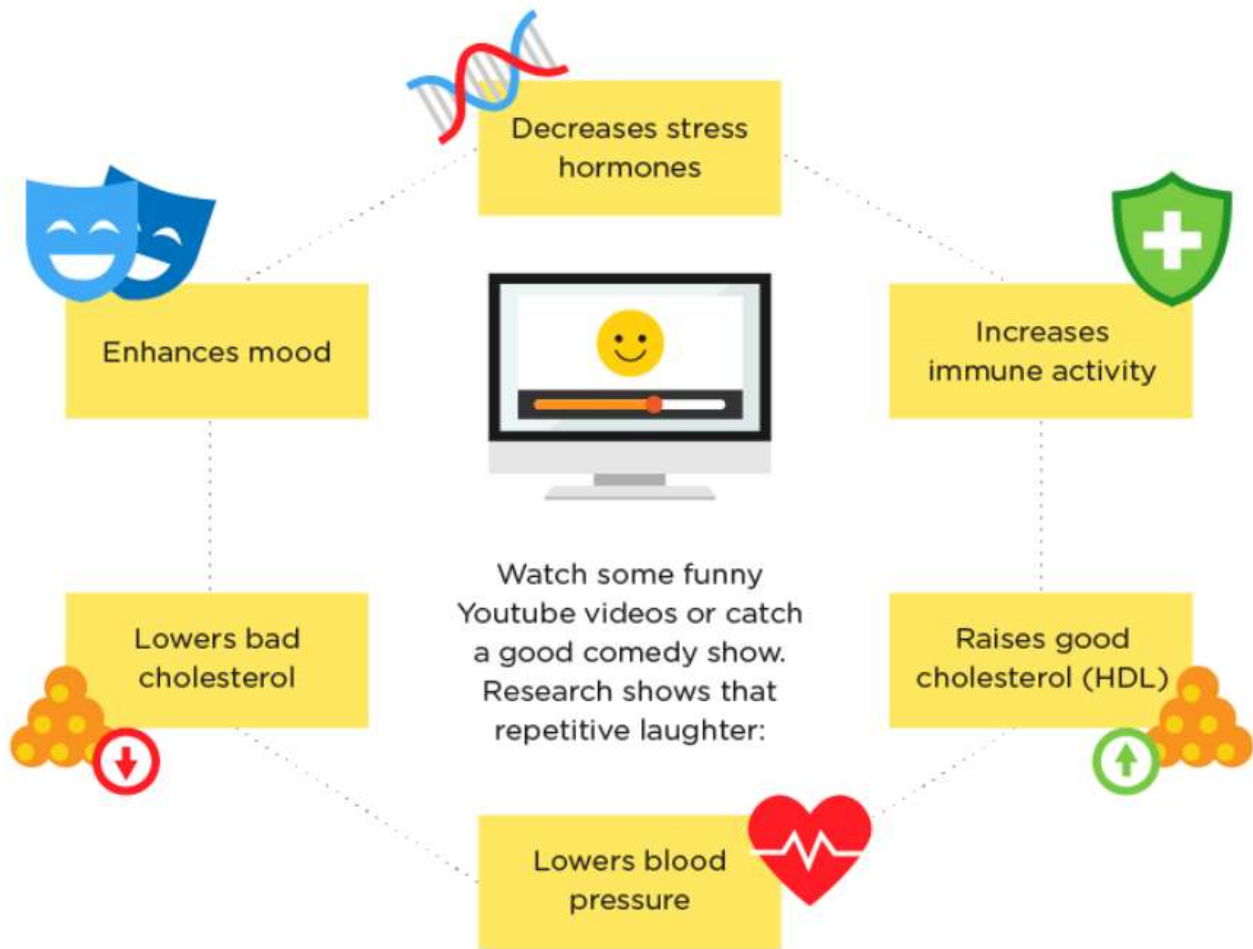 Decreases stress
hormones
Enhances mood
Increases
immune activity
Watch some funny
Youtube videos or catch
a good comedy show.
Research shows that
repetitive laughter:
Lowers bad
cholesterol
Raises good
cholesterol (HDL)
Lowers blood
pressure